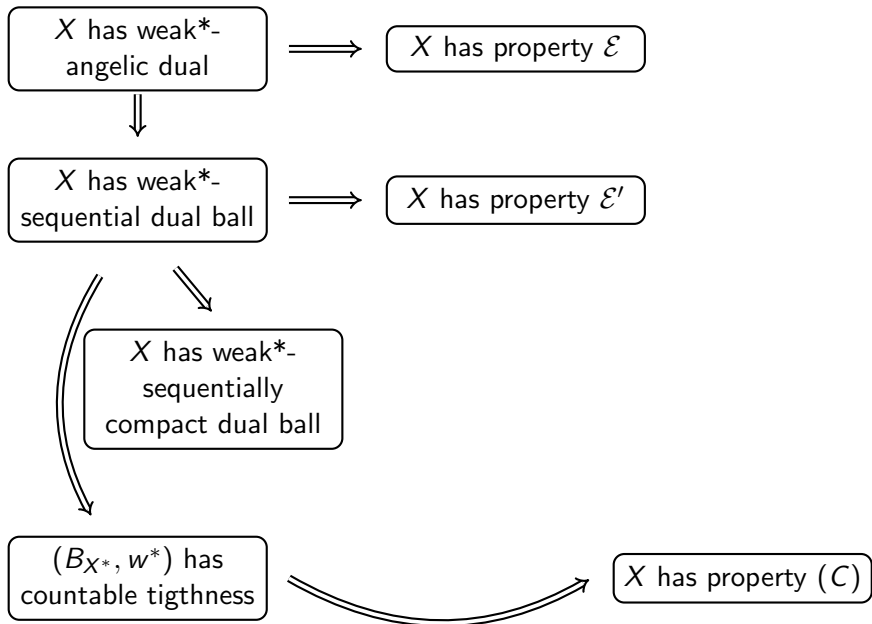 X has weak*-
angelic dual
X has property ℰ
X has weak*-
sequential dual ball
X has property ℰ′
X has weak*-
sequentially
compact dual ball
(B_{X*}, w*) has
countable tigthness
X has property (C)